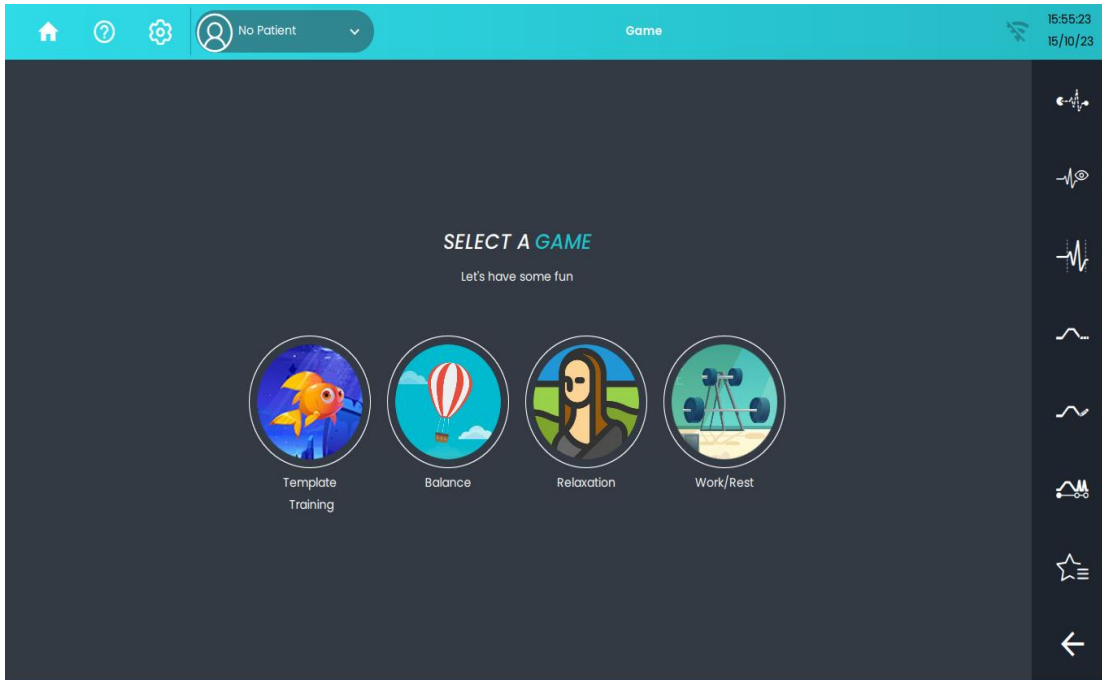 No Patient
Game
15:55:23
15/10/23
SELECT A GAME
Let's have some fun
Template
Training
Balance
Relaxation
Work/Rest